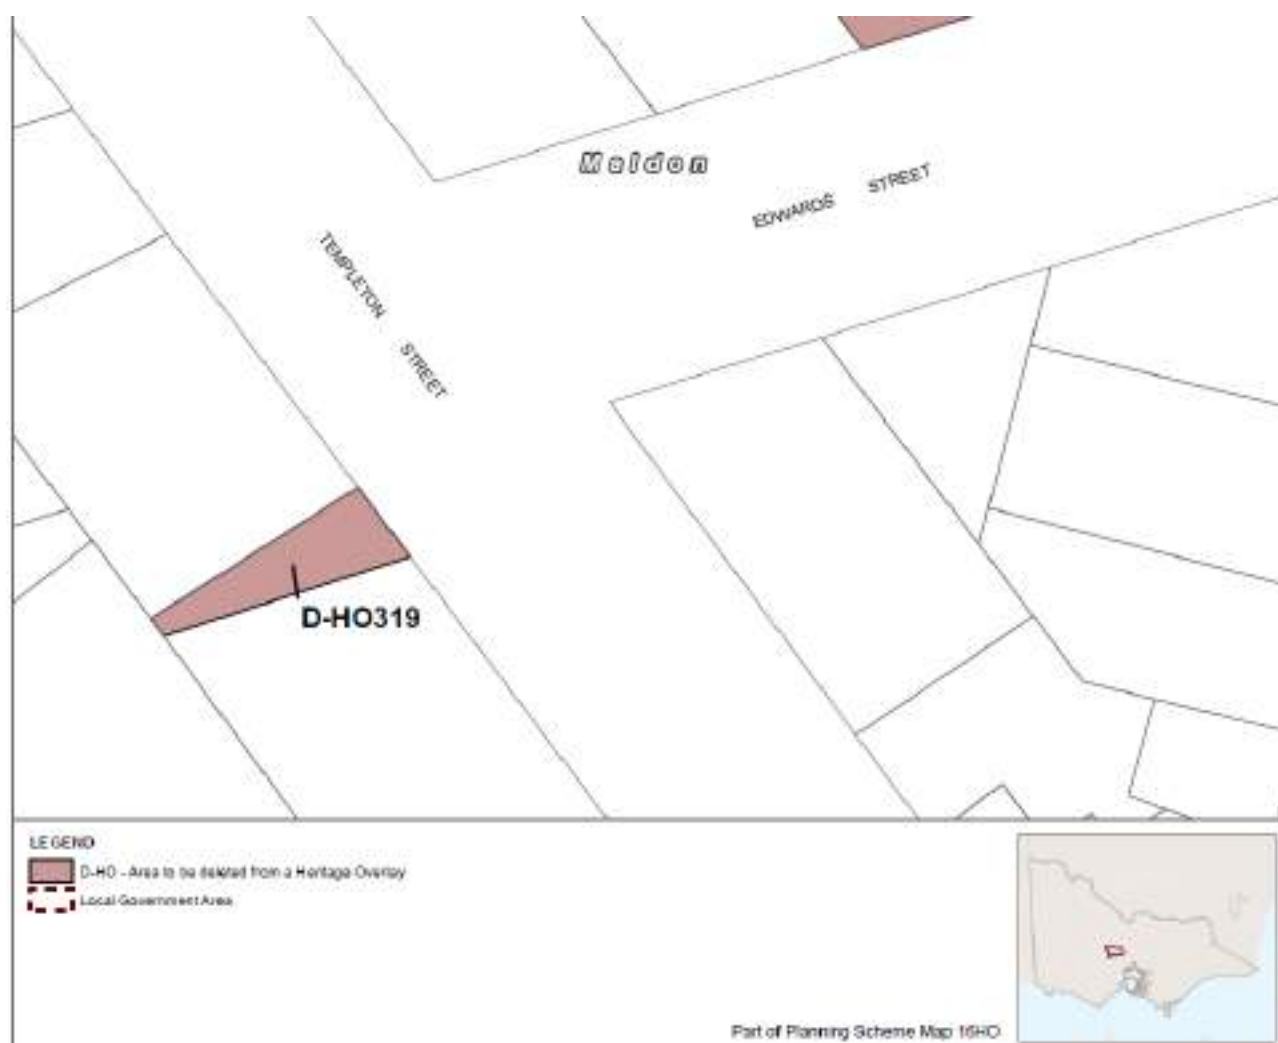 Maldon
EDWARDS STREET
TEMPLETON STREET
D-HO319
LEGEND
D-HO - Area to be deleted from a Heritage Overlay
Local Government Area
Part of Planning Scheme Map 16HO